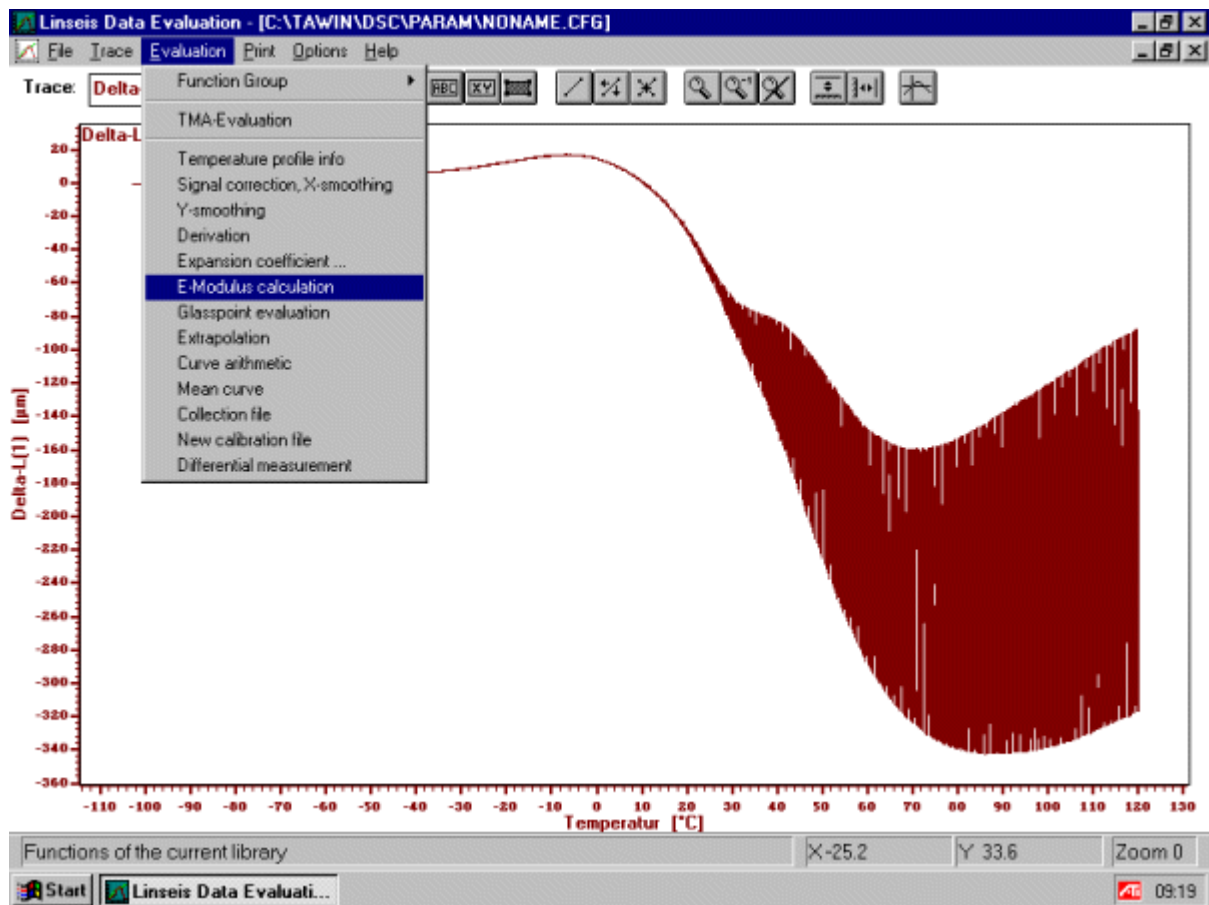 Linseis Data Evaluation - [C:\TAWIN\DSC\PARAM\NONAME.CFG]
File Trace Evaluation Print Options Help
Trace: Delta-
ABC XY
Function Group
TMA-Evaluation
Temperature profile info
Signal correction, X-smoothing
Y-smoothing
Derivation
Expansion coefficient ...
E-Modulus calculation
Glasspoint evaluation
Extrapolation
Curve arithmetic
Mean curve
Collection file
New calibration file
Differential measurement
Delta-L
20
0
-20
-40
-60
-80
-100
-120
-140
-160
-180
-200
-220
-240
-260
-280
-300
-320
-340
-360
Delta-L(1) [µm]
-110 -100 -90 -80 -70 -60 -50 -40 -30 -20 -10 0 10 20 30 40 50 60 70 80 90 100 110 120 130
Temperatur [°C]
Functions of the current library X-25.2 Y 33.6 Zoom 0
Start Linseis Data Evaluati... ATI 09:19